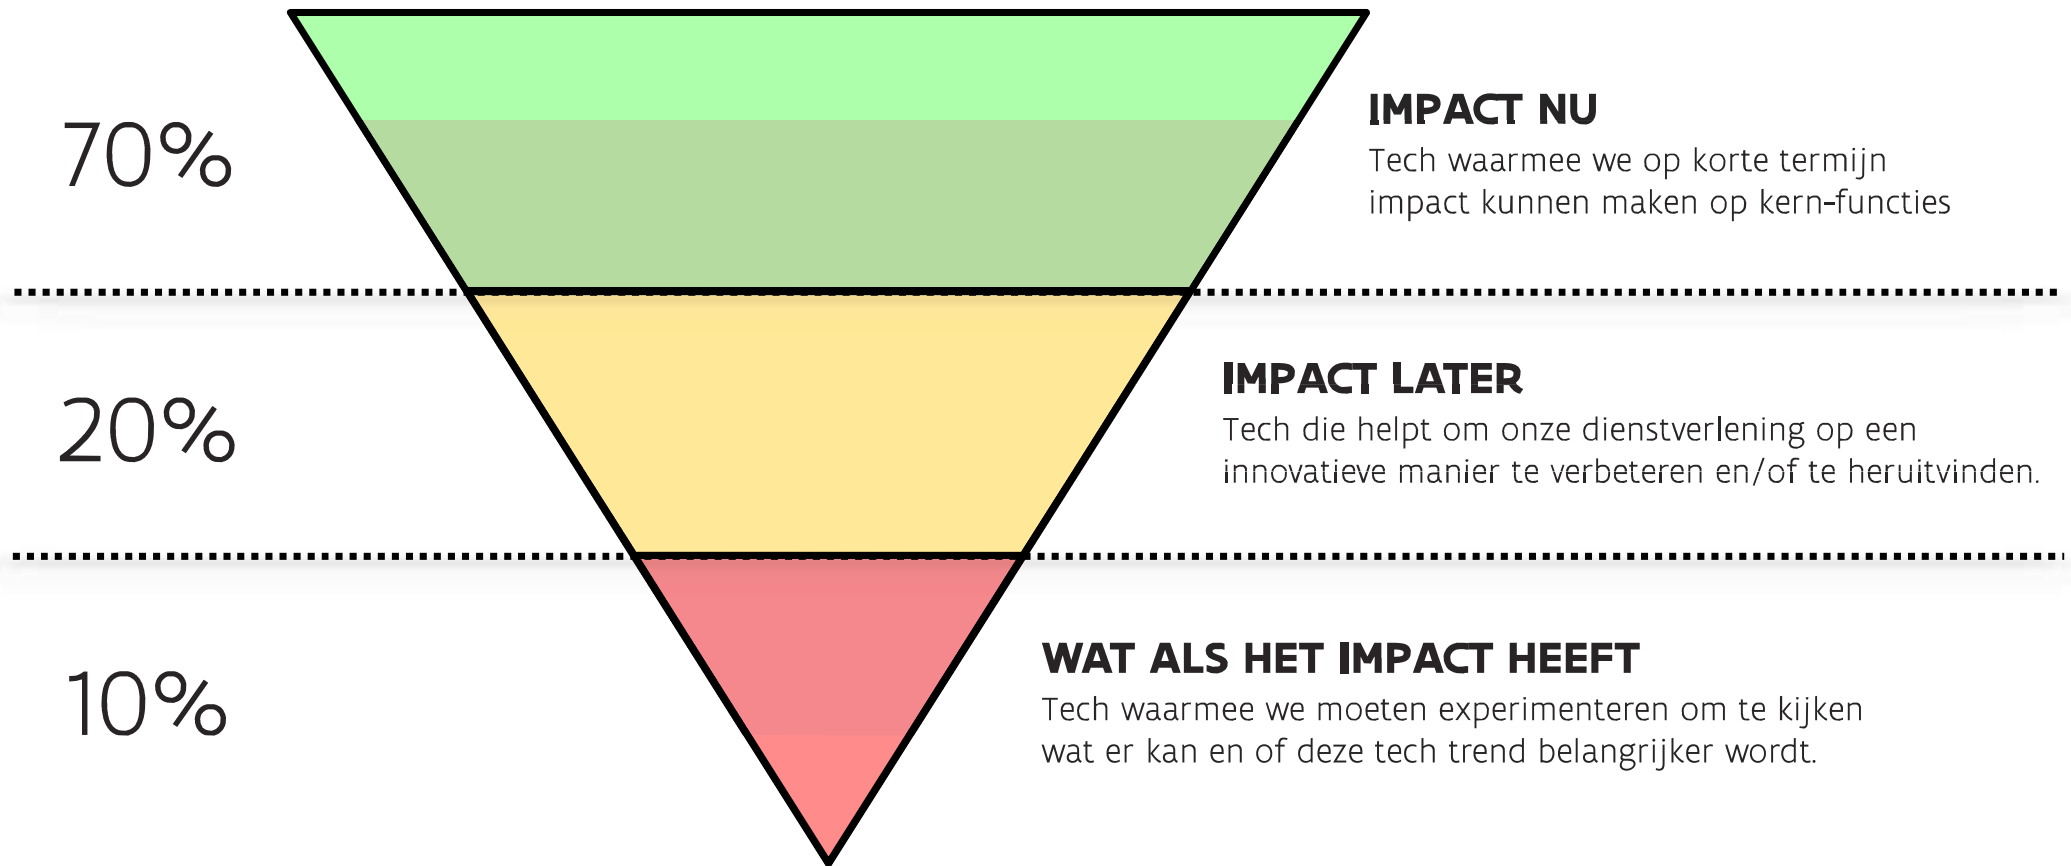 70%
IMPACT NU
Tech waarmee we op korte termijn
impact kunnen maken op kern-functies
20%
IMPACT LATER
Tech die helpt om onze dienstverlening op een
innovatieve manier te verbeteren en/of te heruitvinden.
10%
WAT ALS HET IMPACT HEEFT
Tech waarmee we moeten experimenteren om te kijken
wat er kan en of deze tech trend belangrijker wordt.